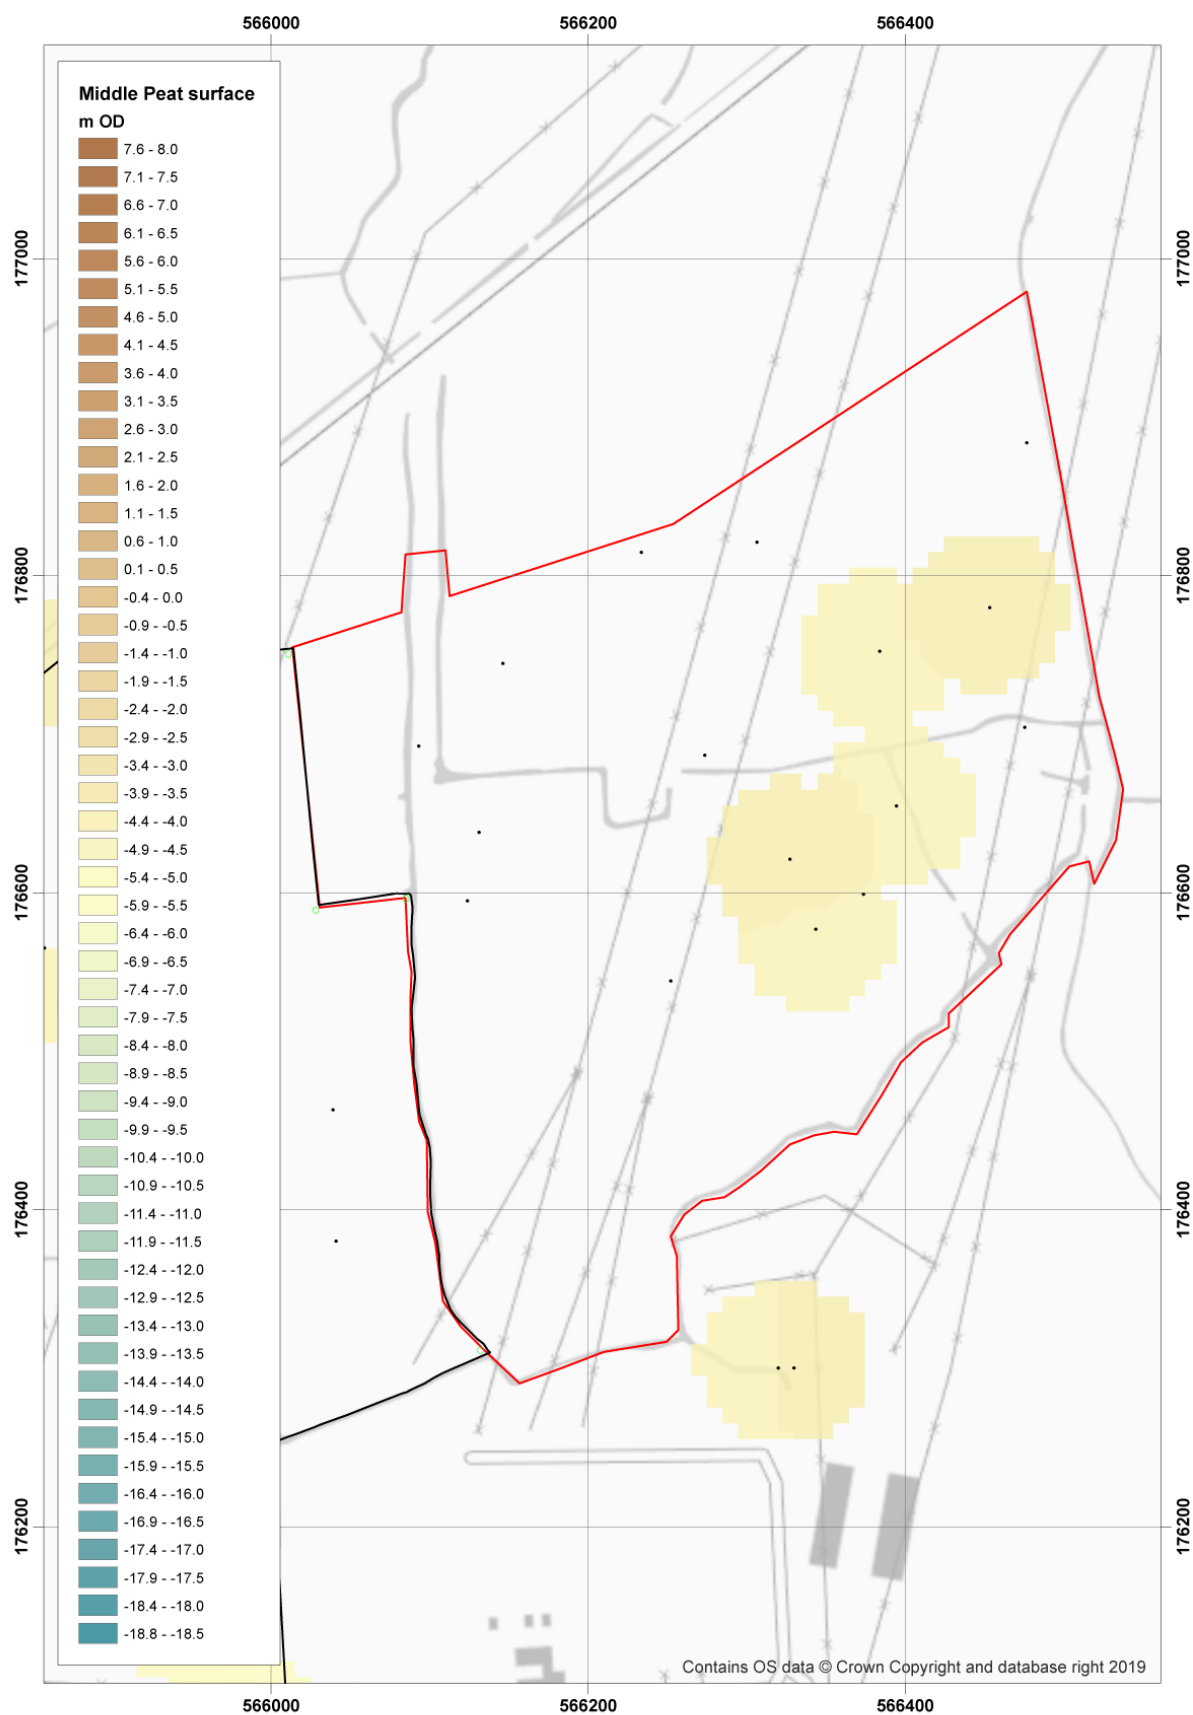 566000
566200
566400
Middle Peat surface
m OD
7.6 - 8.0
7.1 - 7.5
6.6 - 7.0
6.1 - 6.5
5.6 - 6.0
5.1 - 5.5
4.6 - 5.0
4.1 - 4.5
3.6 - 4.0
3.1 - 3.5
2.6 - 3.0
2.1 - 2.5
1.6 - 2.0
1.1 - 1.5
0.6 - 1.0
0.1 - 0.5
-0.4 - 0.0
-0.9 - -0.5
-1.4 - -1.0
-1.9 - -1.5
-2.4 - -2.0
-2.9 - -2.5
-3.4 - -3.0
-3.9 - -3.5
-4.4 - -4.0
-4.9 - -4.5
-5.4 - -5.0
-5.9 - -5.5
-6.4 - -6.0
-6.9 - -6.5
-7.4 - -7.0
-7.9 - -7.5
-8.4 - -8.0
-8.9 - -8.5
-9.4 - -9.0
-9.9 - -9.5
-10.4 - -10.0
-10.9 - -10.5
-11.4 - -11.0
-11.9 - -11.5
-12.4 - -12.0
-12.9 - -12.5
-13.4 - -13.0
-13.9 - -13.5
-14.4 - -14.0
-14.9 - -14.5
-15.4 - -15.0
-15.9 - -15.5
-16.4 - -16.0
-16.9 - -16.5
-17.4 - -17.0
-17.9 - -17.5
-18.4 - -18.0
-18.8 - -18.5
177000
176800
176600
176400
176200
177000
176800
176600
176400
176200
Contains OS data © Crown Copyright and database right 2019
566000
566200
566400